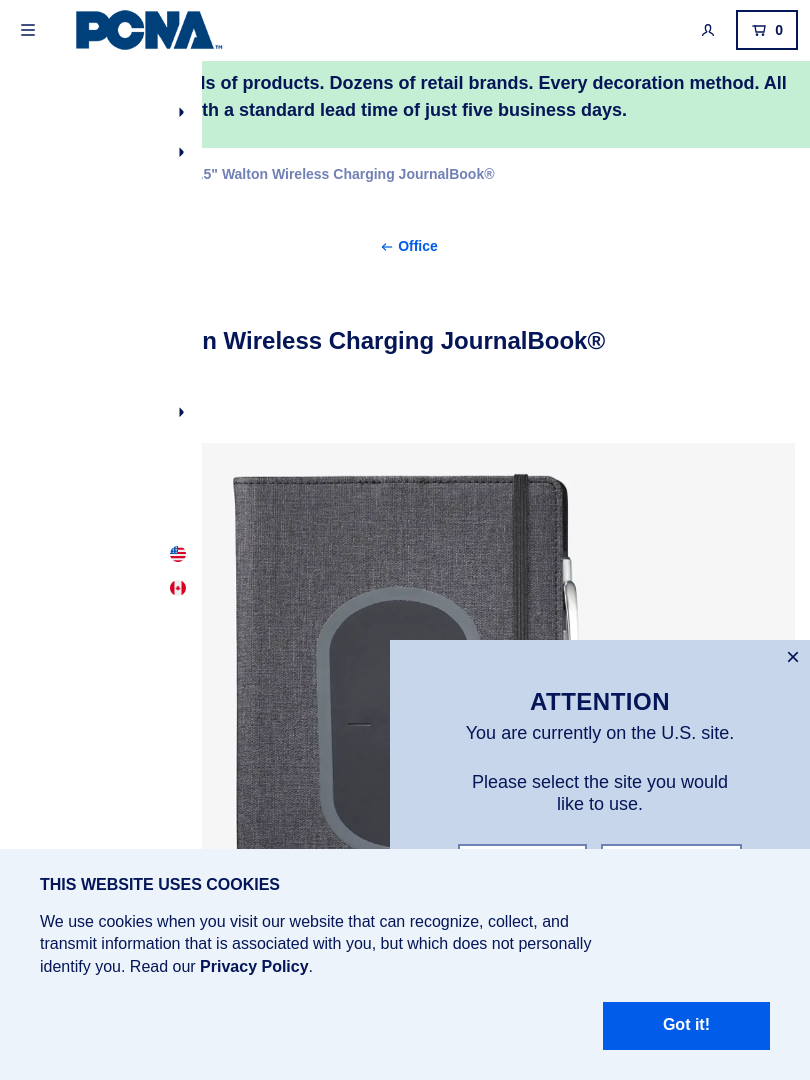 PCNA™
0
ls of products. Dozens of retail brands. Every decoration method. All
th a standard lead time of just five business days.
.5" Walton Wireless Charging JournalBook®
← Office
n Wireless Charging JournalBook®
×
ATTENTION
You are currently on the U.S. site.
Please select the site you would
like to use.
THIS WEBSITE USES COOKIES
We use cookies when you visit our website that can recognize, collect, and
transmit information that is associated with you, but which does not personally
identify you. Read our Privacy Policy.
Got it!